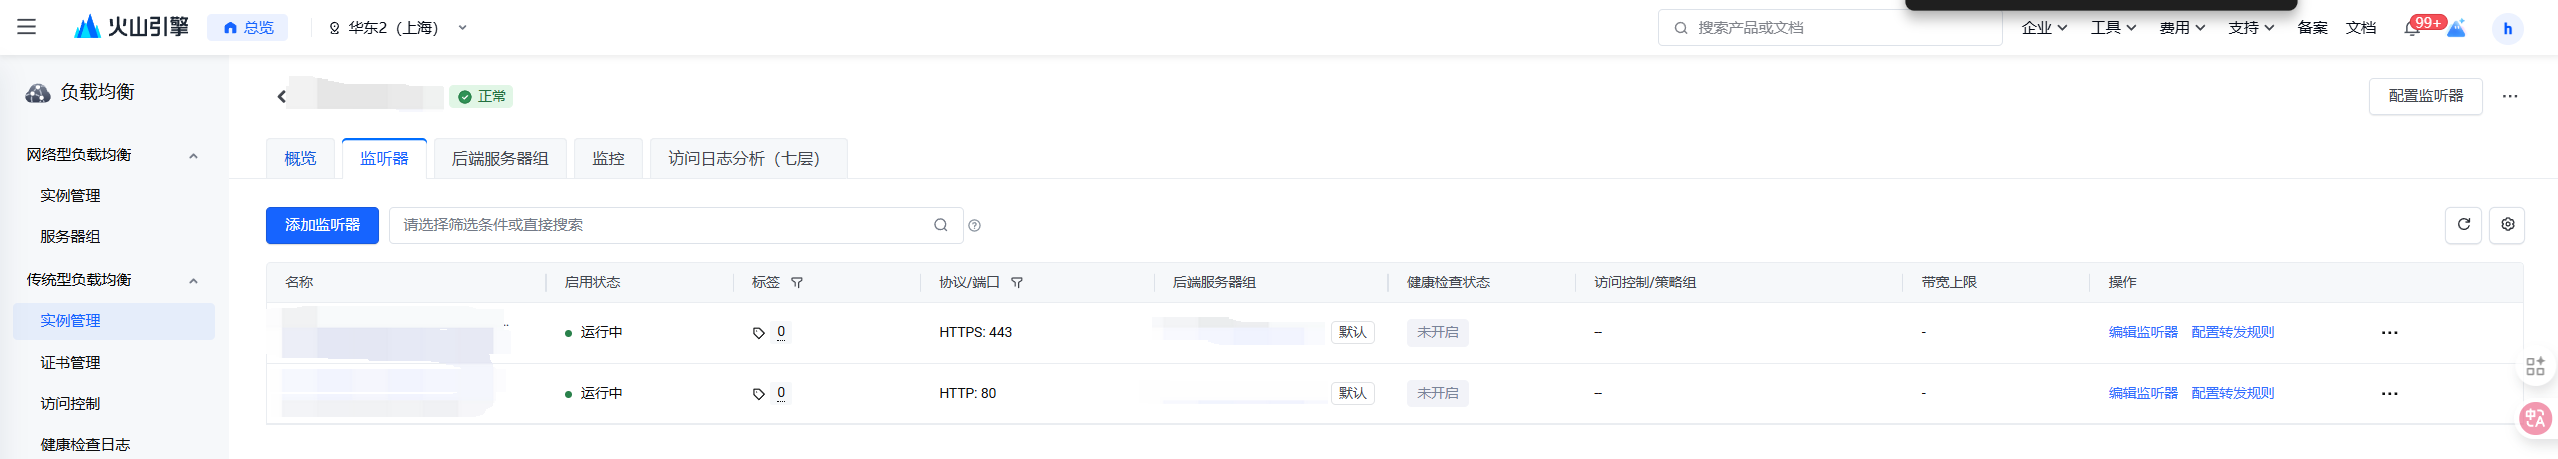 火山引擎 总览 华东2（上海） 搜索产品或文档 企业 工具 费用 支持 备案 文档 99+ h
负载均衡
正常
配置监听器 ···
网络型负载均衡
实例管理
服务器组
传统型负载均衡
实例管理
证书管理
访问控制
健康检查日志
概览 监听器 后端服务器组 监控 访问日志分析（七层）
添加监听器 请选择筛选条件或直接搜索
名称 启用状态 标签 协议/端口 后端服务器组 健康检查状态 访问控制/策略组 带宽上限 操作
.. 运行中 0 HTTPS: 443 默认 未开启 -- - 编辑监听器 配置转发规则 ···
运行中 0 HTTP: 80 默认 未开启 -- - 编辑监听器 配置转发规则 ···
中 A